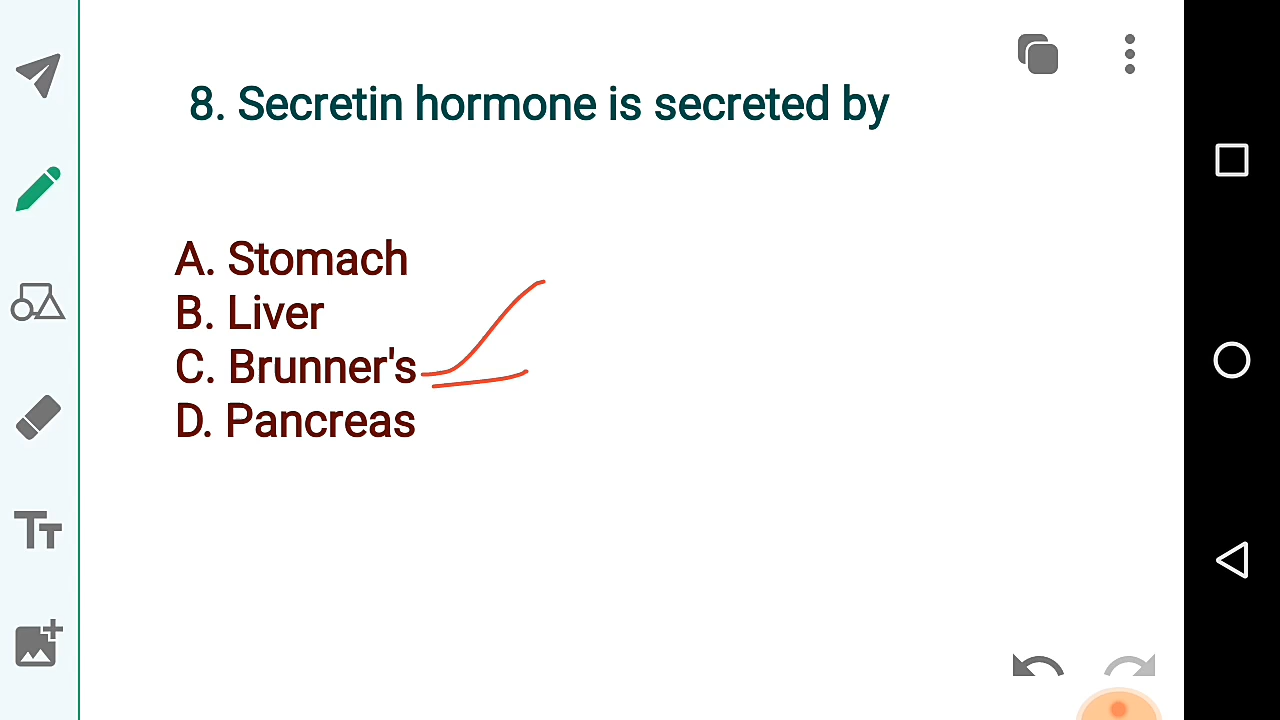 8. Secretin hormone is secreted by
A. Stomach
B. Liver
C. Brunner's
D. Pancreas